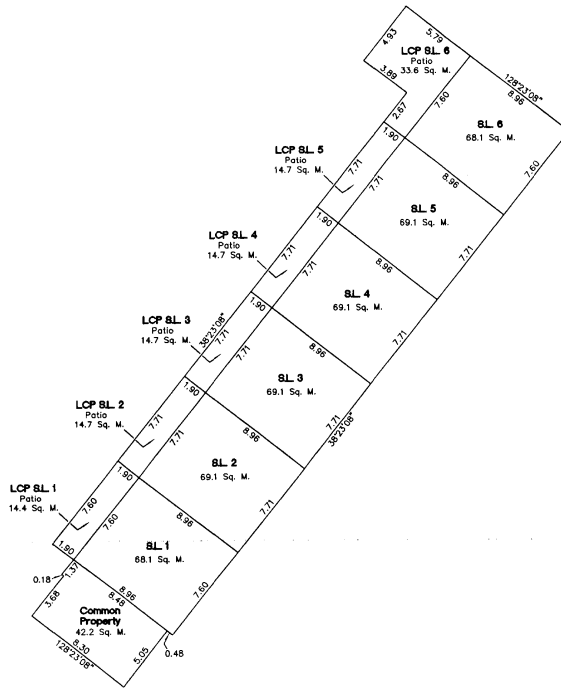 5.79
4.93
LCP S.L. 6
Patio
33.6 Sq. M.
3.89
7.60
128°23'08"
8.96
2.67
S.L. 6
68.1 Sq. M.
1.90
7.60
LCP S.L. 5
Patio
14.7 Sq. M.
7.71
7.71
8.96
S.L. 5
69.1 Sq. M.
1.90
7.71
LCP S.L. 4
Patio
14.7 Sq. M.
7.71
7.71
8.96
S.L. 4
69.1 Sq. M.
1.90
7.71
LCP S.L. 3
Patio
14.7 Sq. M.
38°23'08"
7.71
7.71
8.96
S.L. 3
69.1 Sq. M.
1.90
7.71
38°23'08"
LCP S.L. 2
Patio
14.7 Sq. M.
7.71
7.71
8.96
S.L. 2
69.1 Sq. M.
1.90
7.71
LCP S.L. 1
Patio
14.4 Sq. M.
7.60
7.60
8.96
S.L. 1
68.1 Sq. M.
1.90
7.60
0.18
1.37
8.96
8.48
3.68
Common
Property
42.2 Sq. M.
0.48
5.05
8.30
128°23'08"